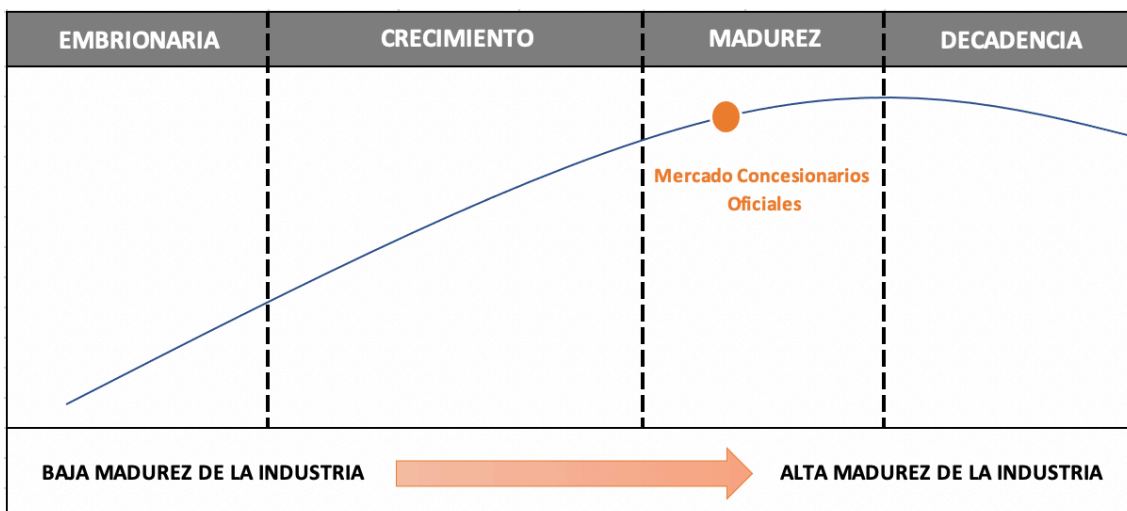 EMBRIONARIA
CRECIMIENTO
MADUREZ
DECADENCIA
Mercado Concesionarios
Oficiales
BAJA MADUREZ DE LA INDUSTRIA
ALTA MADUREZ DE LA INDUSTRIA